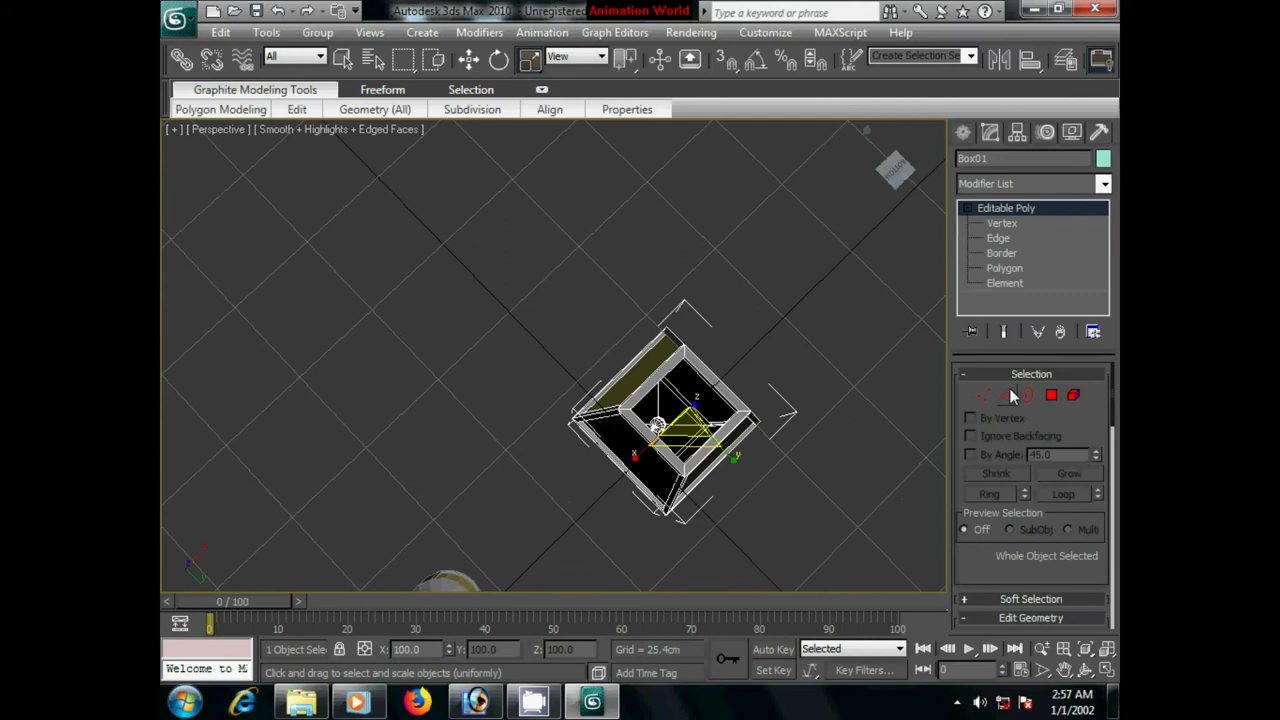 Autodesk 3ds Max 2010 - Unregistered
Animation World
Type a keyword or phrase
Edit Tools Group Views Create Modifiers Animation Graph Editors Rendering Customize MAXScript Help
All View 3 Create Selection Se
Graphite Modeling Tools Freeform Selection
Polygon Modeling Edit Geometry (All) Subdivision Align Properties
[ + ] [ Perspective ] [ Smooth + Highlights + Edged Faces ]
Box01
Modifier List
Editable Poly
Vertex
Edge
Border
Polygon
Element
- Selection
By Vertex
Ignore Backfacing
By Angle: 45.0
Shrink Grow
Ring Loop
Preview Selection
Off SubObj Multi
Whole Object Selected
+ Soft Selection
- Edit Geometry
z
x y
< 0 / 100 >
0 10 20 30 40 50 60 70 80 90 100
1 Object Selec X: 100.0 Y: 100.0 Z: 100.0 Grid = 25.4cm Auto Key Selected
Welcome to M Click and drag to select and scale objects (uniformly) Add Time Tag Set Key Key Filters... 0
2:57 AM
1/1/2002